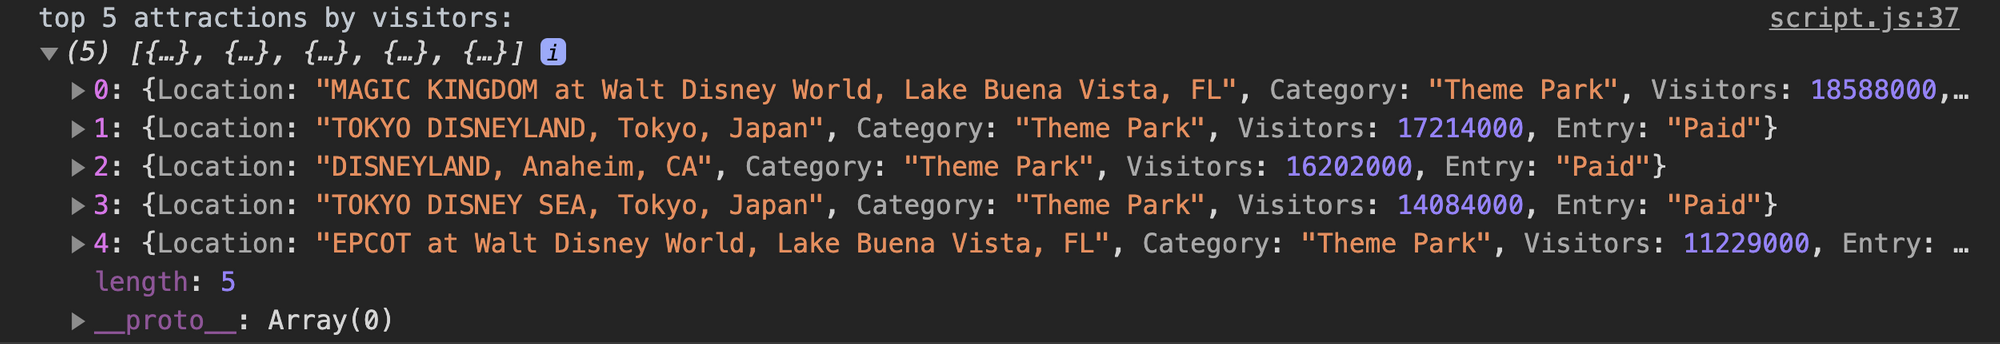 top 5 attractions by visitors: script.js:37
▼(5) [{…}, {…}, {…}, {…}, {…}] i
▶0: {Location: "MAGIC KINGDOM at Walt Disney World, Lake Buena Vista, FL", Category: "Theme Park", Visitors: 18588000,…
▶1: {Location: "TOKYO DISNEYLAND, Tokyo, Japan", Category: "Theme Park", Visitors: 17214000, Entry: "Paid"}
▶2: {Location: "DISNEYLAND, Anaheim, CA", Category: "Theme Park", Visitors: 16202000, Entry: "Paid"}
▶3: {Location: "TOKYO DISNEY SEA, Tokyo, Japan", Category: "Theme Park", Visitors: 14084000, Entry: "Paid"}
▶4: {Location: "EPCOT at Walt Disney World, Lake Buena Vista, FL", Category: "Theme Park", Visitors: 11229000, Entry: …
length: 5
▶__proto__: Array(0)